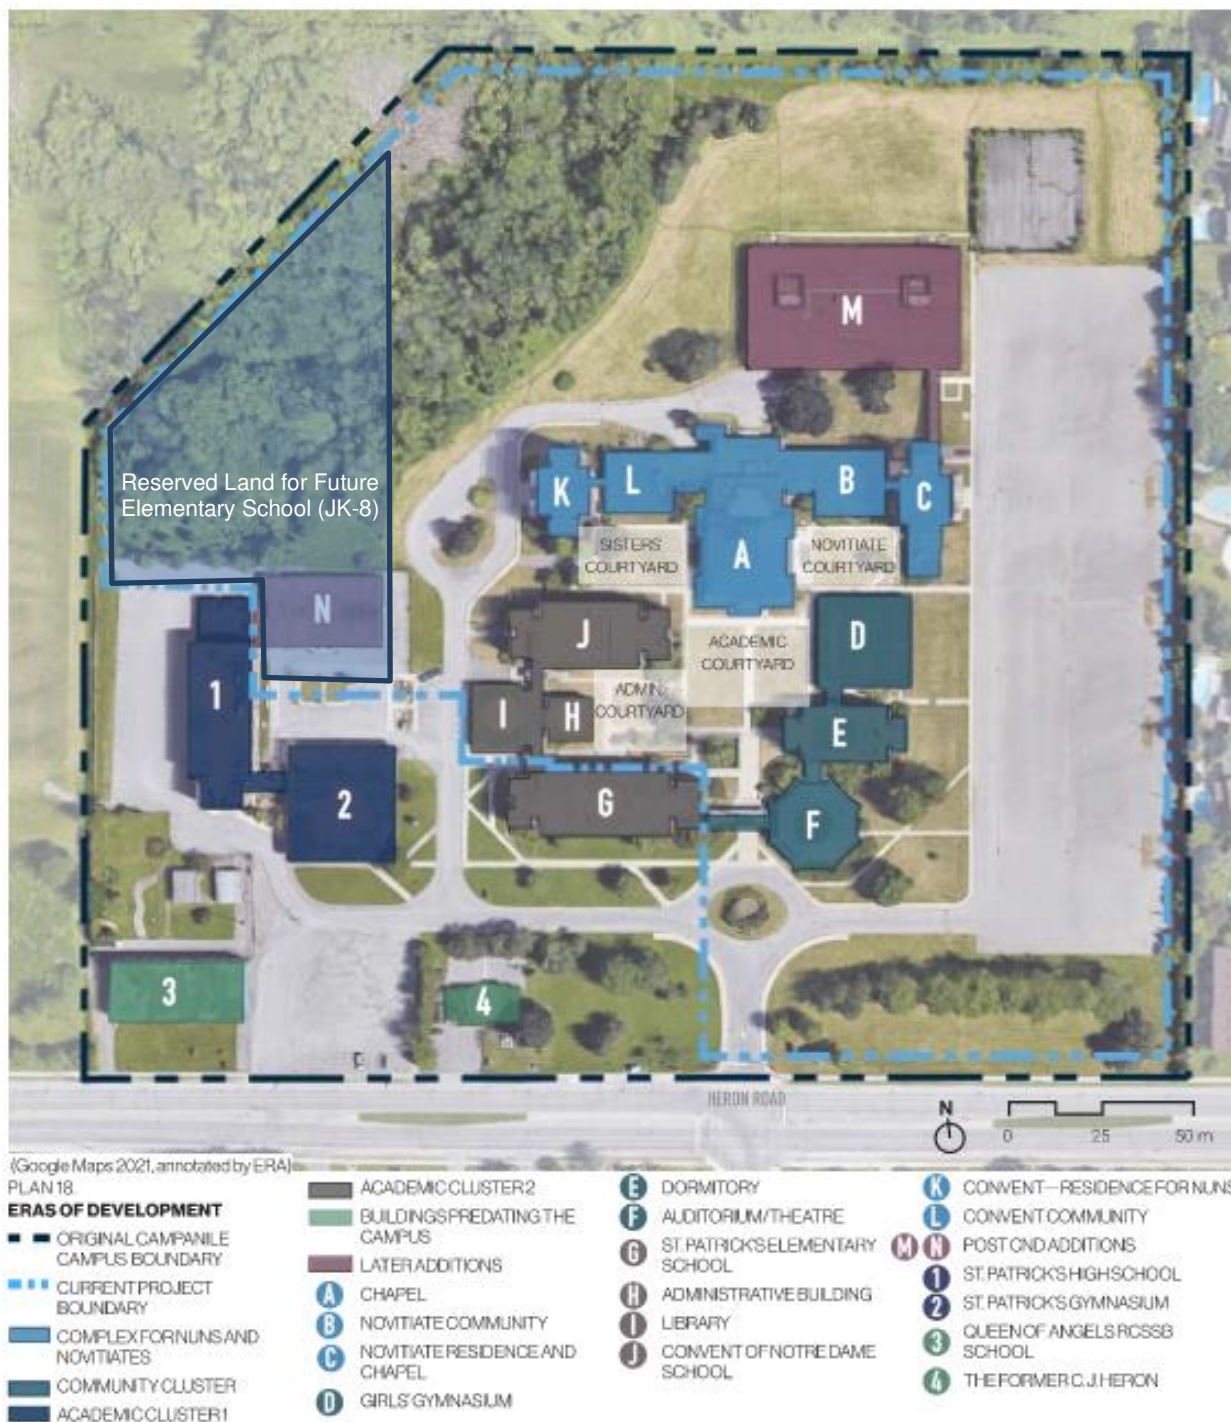 Reserved Land for Future
Elementary School (JK-8)
M
K
L
B
C
A
SISTERS'
COURTYARD
NOVITIATE
COURTYARD
N
J
D
ACADEMIC
COURTYARD
1
I
H
ADMIN.
COURTYARD
E
2
G
F
3
4
HERON ROAD
N
0 25 50 m
(Google Maps 2021, annotated by ERA)
PLAN 18.
ERAS OF DEVELOPMENT
ORIGINAL CAMPANILE
CAMPUS BOUNDARY
CURRENT PROJECT
BOUNDARY
COMPLEX FOR NUNS AND
NOVITIATES
COMMUNITY CLUSTER
ACADEMIC CLUSTER 1
ACADEMIC CLUSTER 2
BUILDINGS PREDATING THE
CAMPUS
LATER ADDITIONS
A CHAPEL
B NOVITIATE COMMUNITY
C NOVITIATE RESIDENCE AND
CHAPEL
D GIRLS' GYMNASIUM
E DORMITORY
F AUDITORIUM/THEATRE
G ST. PATRICK'S ELEMENTARY
SCHOOL
H ADMINISTRATIVE BUILDING
I LIBRARY
J CONVENT OF NOTRE DAME
SCHOOL
K CONVENT—RESIDENCE FOR NUNS
L CONVENT COMMUNITY
M N POST CND ADDITIONS
1 ST. PATRICK'S HIGH SCHOOL
2 ST. PATRICK'S GYMNASIUM
3 QUEEN OF ANGELS RCSSB
SCHOOL
4 THE FORMER C.J. HERON